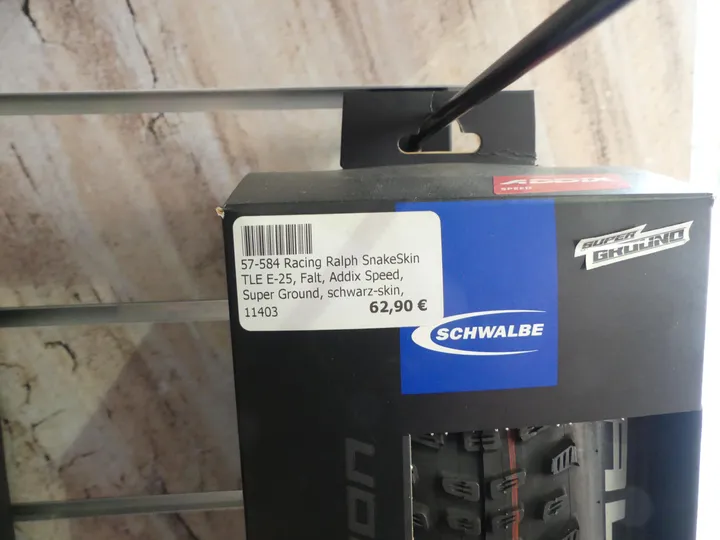 ADDIX
SPEED
SUPER
GROUND
57-584 Racing Ralph SnakeSkin
TLE E-25, Falt, Addix Speed,
Super Ground, schwarz-skin,
11403 62,90 €
SCHWALBE